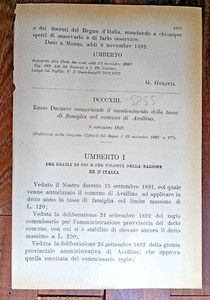 e dei decreti del Regno d'Italia, mandando a chiunque
spetti di osservarlo e di farlo osservare.
Dato a Monza, addì 8 novembre 1892.
UMBERTO
G. GIOLITTI.
REGIO DECRETO concernente il mantenimento della tassa
di famiglia nel comune di Avellino.
8 novembre 1892.
UMBERTO I
PER GRAZIA DI DIO E PER VOLONTÀ DELLA NAZIONE
RE D'ITALIA
Veduto il Nostro decreto 13 settembre 1891, col quale
venne autorizzato il comune di Avellino ad applicare
in detto anno la tassa di famiglia col limite massimo di
L. 120;
Veduta la deliberazione 24 settembre 1892 del regio
commissario per l'amministrazione provvisoria del detto
comune, con cui si è stabilito di elevare ancora il detto
massimo a L. 250;
Veduta la deliberazione 28 settembre 1892 della giunta
provinciale amministrativa di Avellino, che approva
quella succitata del commissario regio;